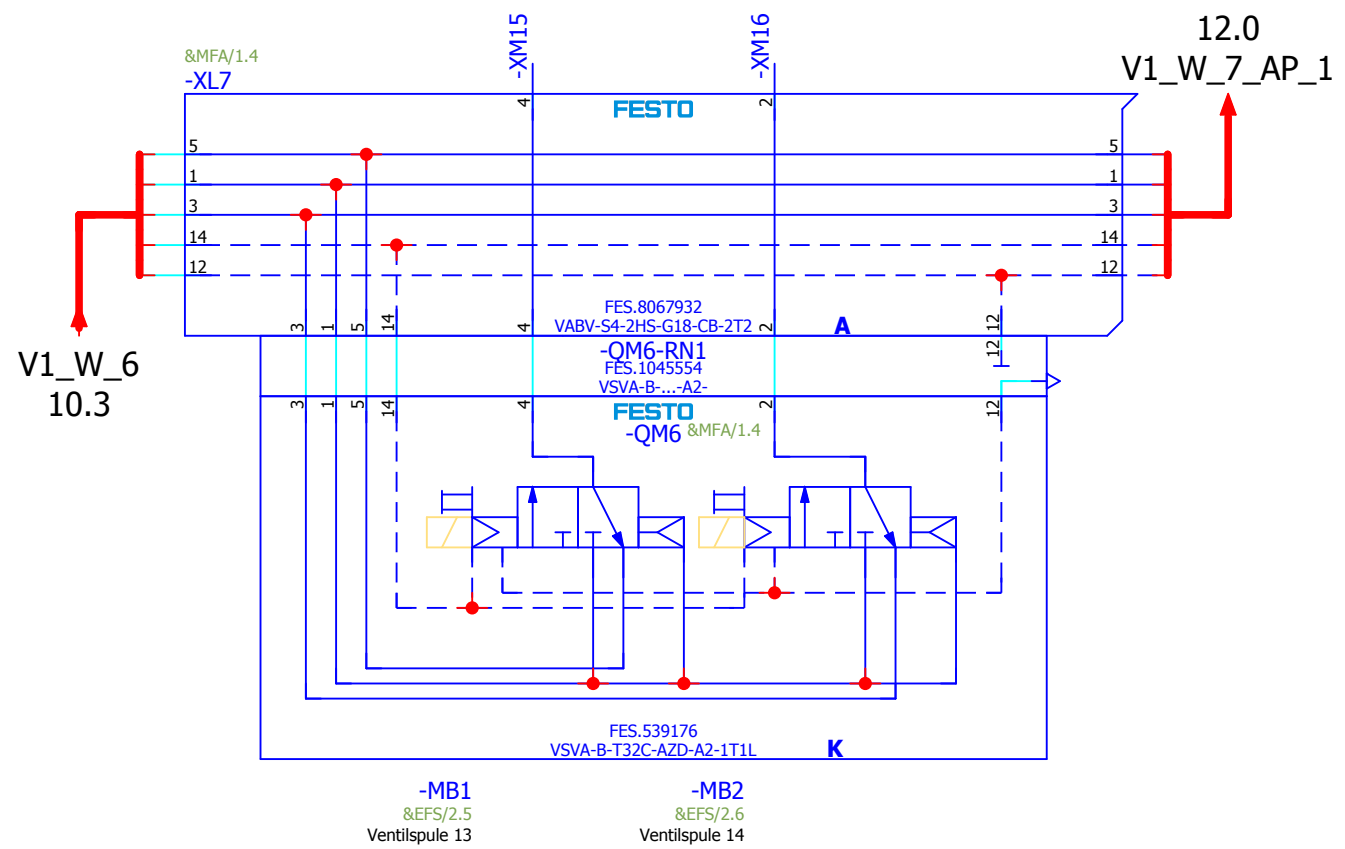 -XM15
-XM16
12.0
V1_W_7_AP_1
&MFA/1.4
-XL7
4
FESTO
2
5
5
1
1
3
3
14
14
12
12
FES.8067932
VABV-S4-2HS-G18-CB-2T2
A
3
1
5
14
4
2
12
V1_W_6
10.3
-QM6-RN1
FES.1045554
VSVA-B-...-A2-
12
3
1
5
14
4
FESTO
2
12
-QM6
&MFA/1.4
FES.539176
VSVA-B-T32C-AZD-A2-1T1L
K
-MB1
-MB2
&EFS/2.5
&EFS/2.6
Ventilspule 13
Ventilspule 14